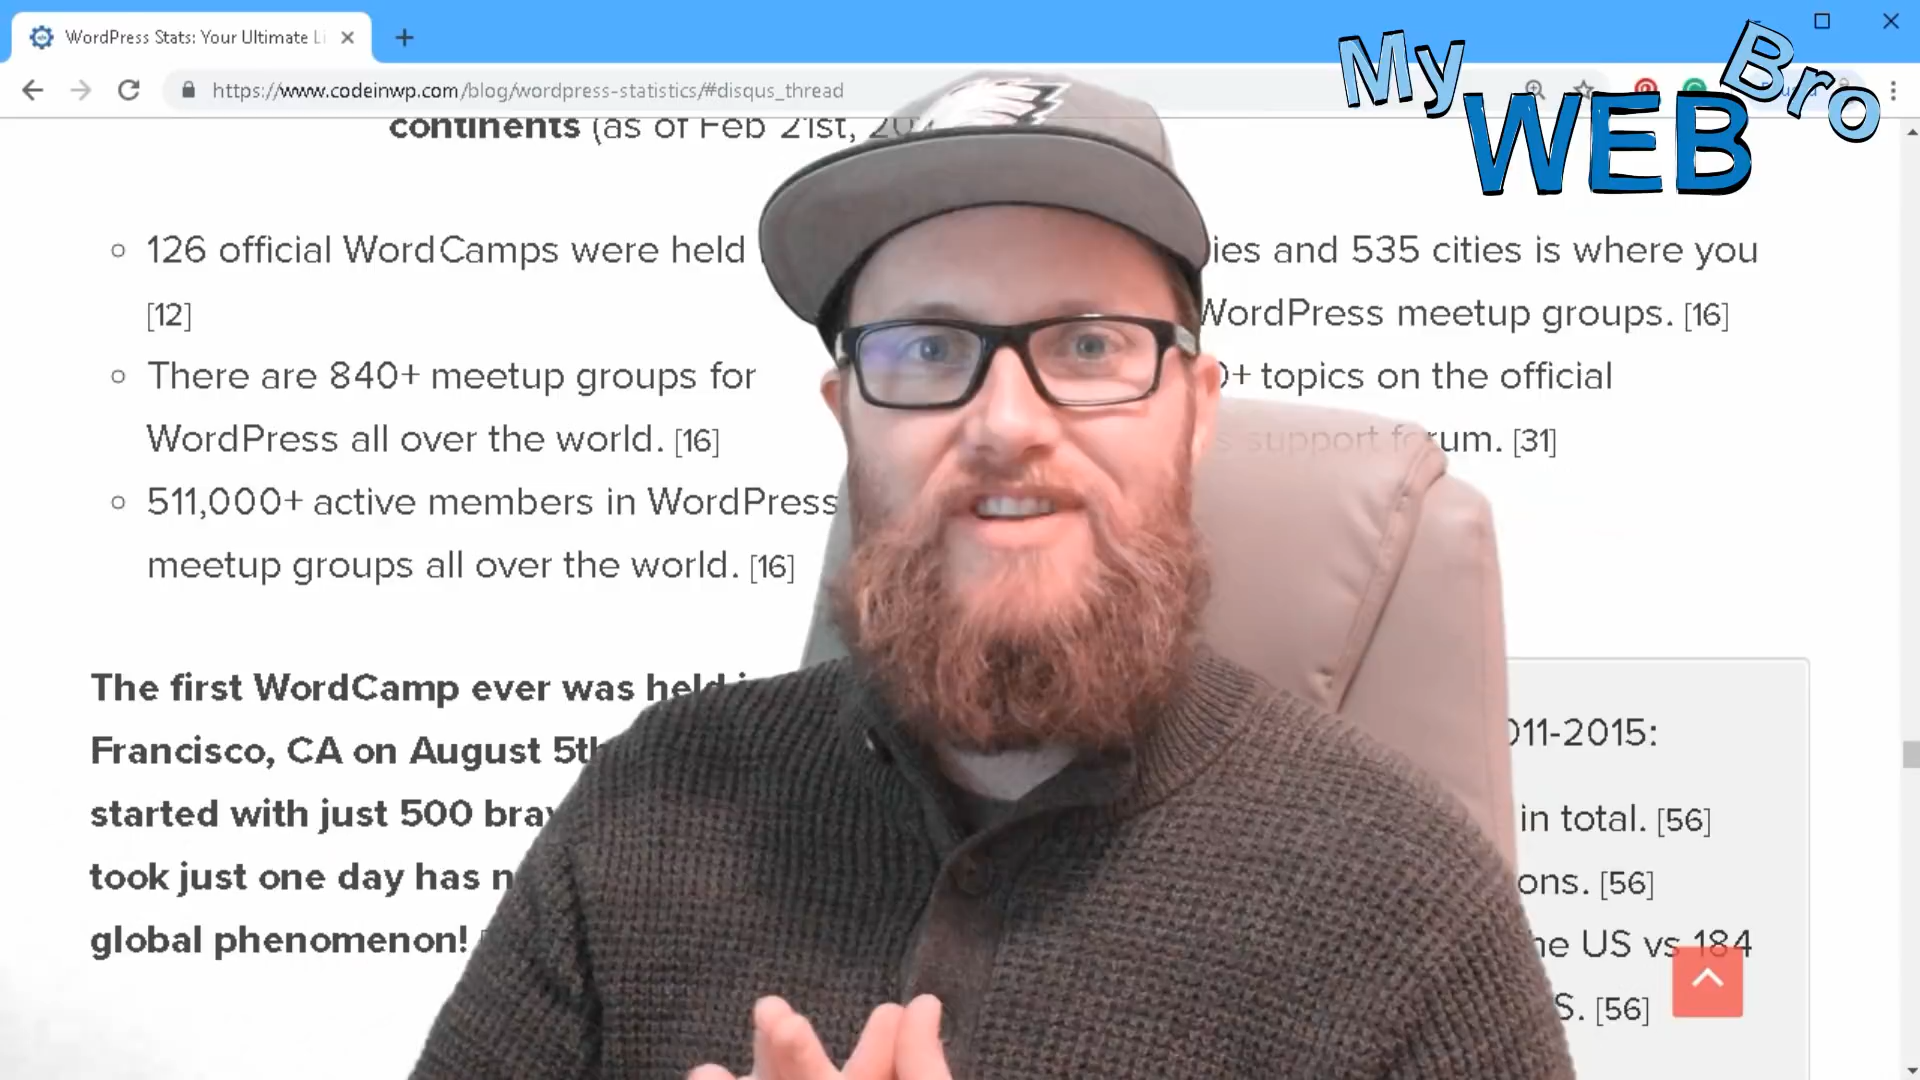 WordPress Stats: Your Ultimate Li
https://www.codeinwp.com/blog/wordpress-statistics/#disqus_thread
My
WEB
Bro
continents (as of Feb 21st, 20
126 official WordCamps were held
[12]
There are 840+ meetup groups for
WordPress all over the world. [16]
511,000+ active members in WordPress
meetup groups all over the world. [16]
ies and 535 cities is where you
WordPress meetup groups. [16]
0+ topics on the official
s support forum. [31]
The first WordCamp ever was held
Francisco, CA on August 5th
started with just 500 brav
took just one day has n
global phenomenon!
011-2015:
in total. [56]
ons. [56]
he US vs 184
S. [56]